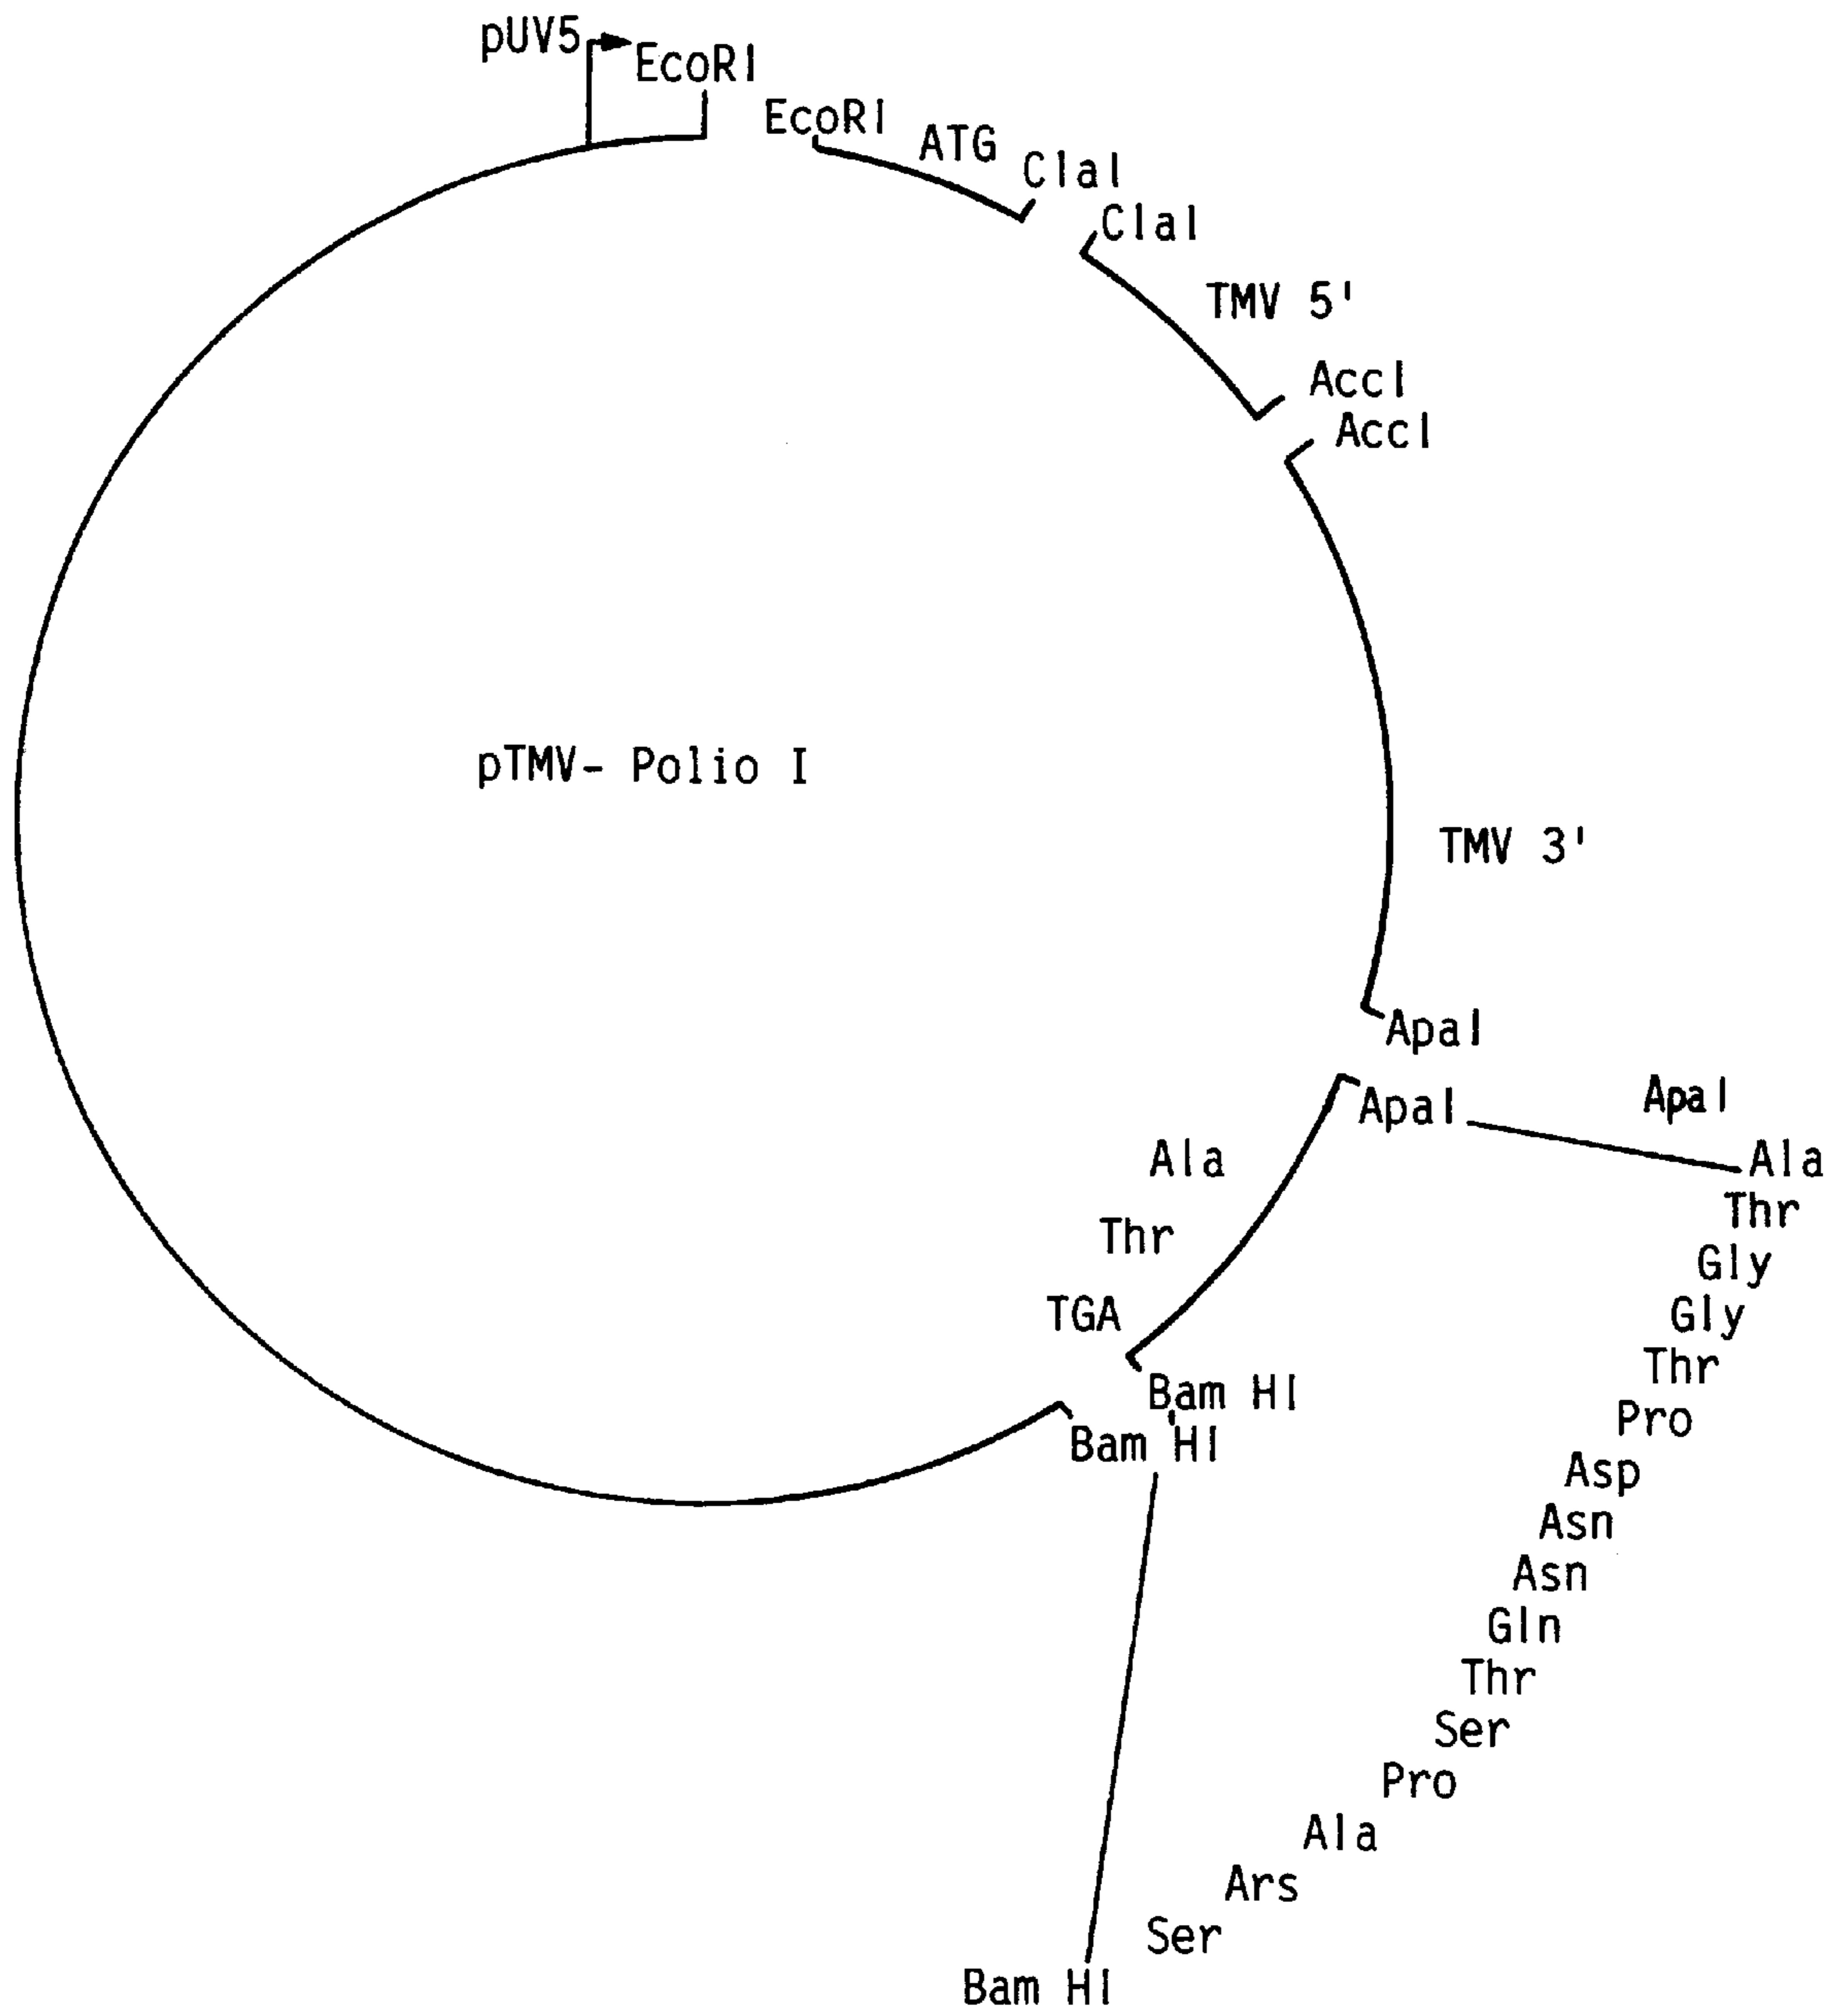 pUV5
EcoRI
EcoRI
ATG
ClaI
ClaI
TMV 5'
AccI
AccI
pTMV- Polio I
TMV 3'
ApaI
ApaI
ApaI
Ala
Ala
Thr
Thr
Gly
Gly
TGA
Thr
Bam HI
Pro
Bam HI
Asp
Asn
Asn
Gln
Thr
Ser
Pro
Ala
Ars
Ser
Bam HI